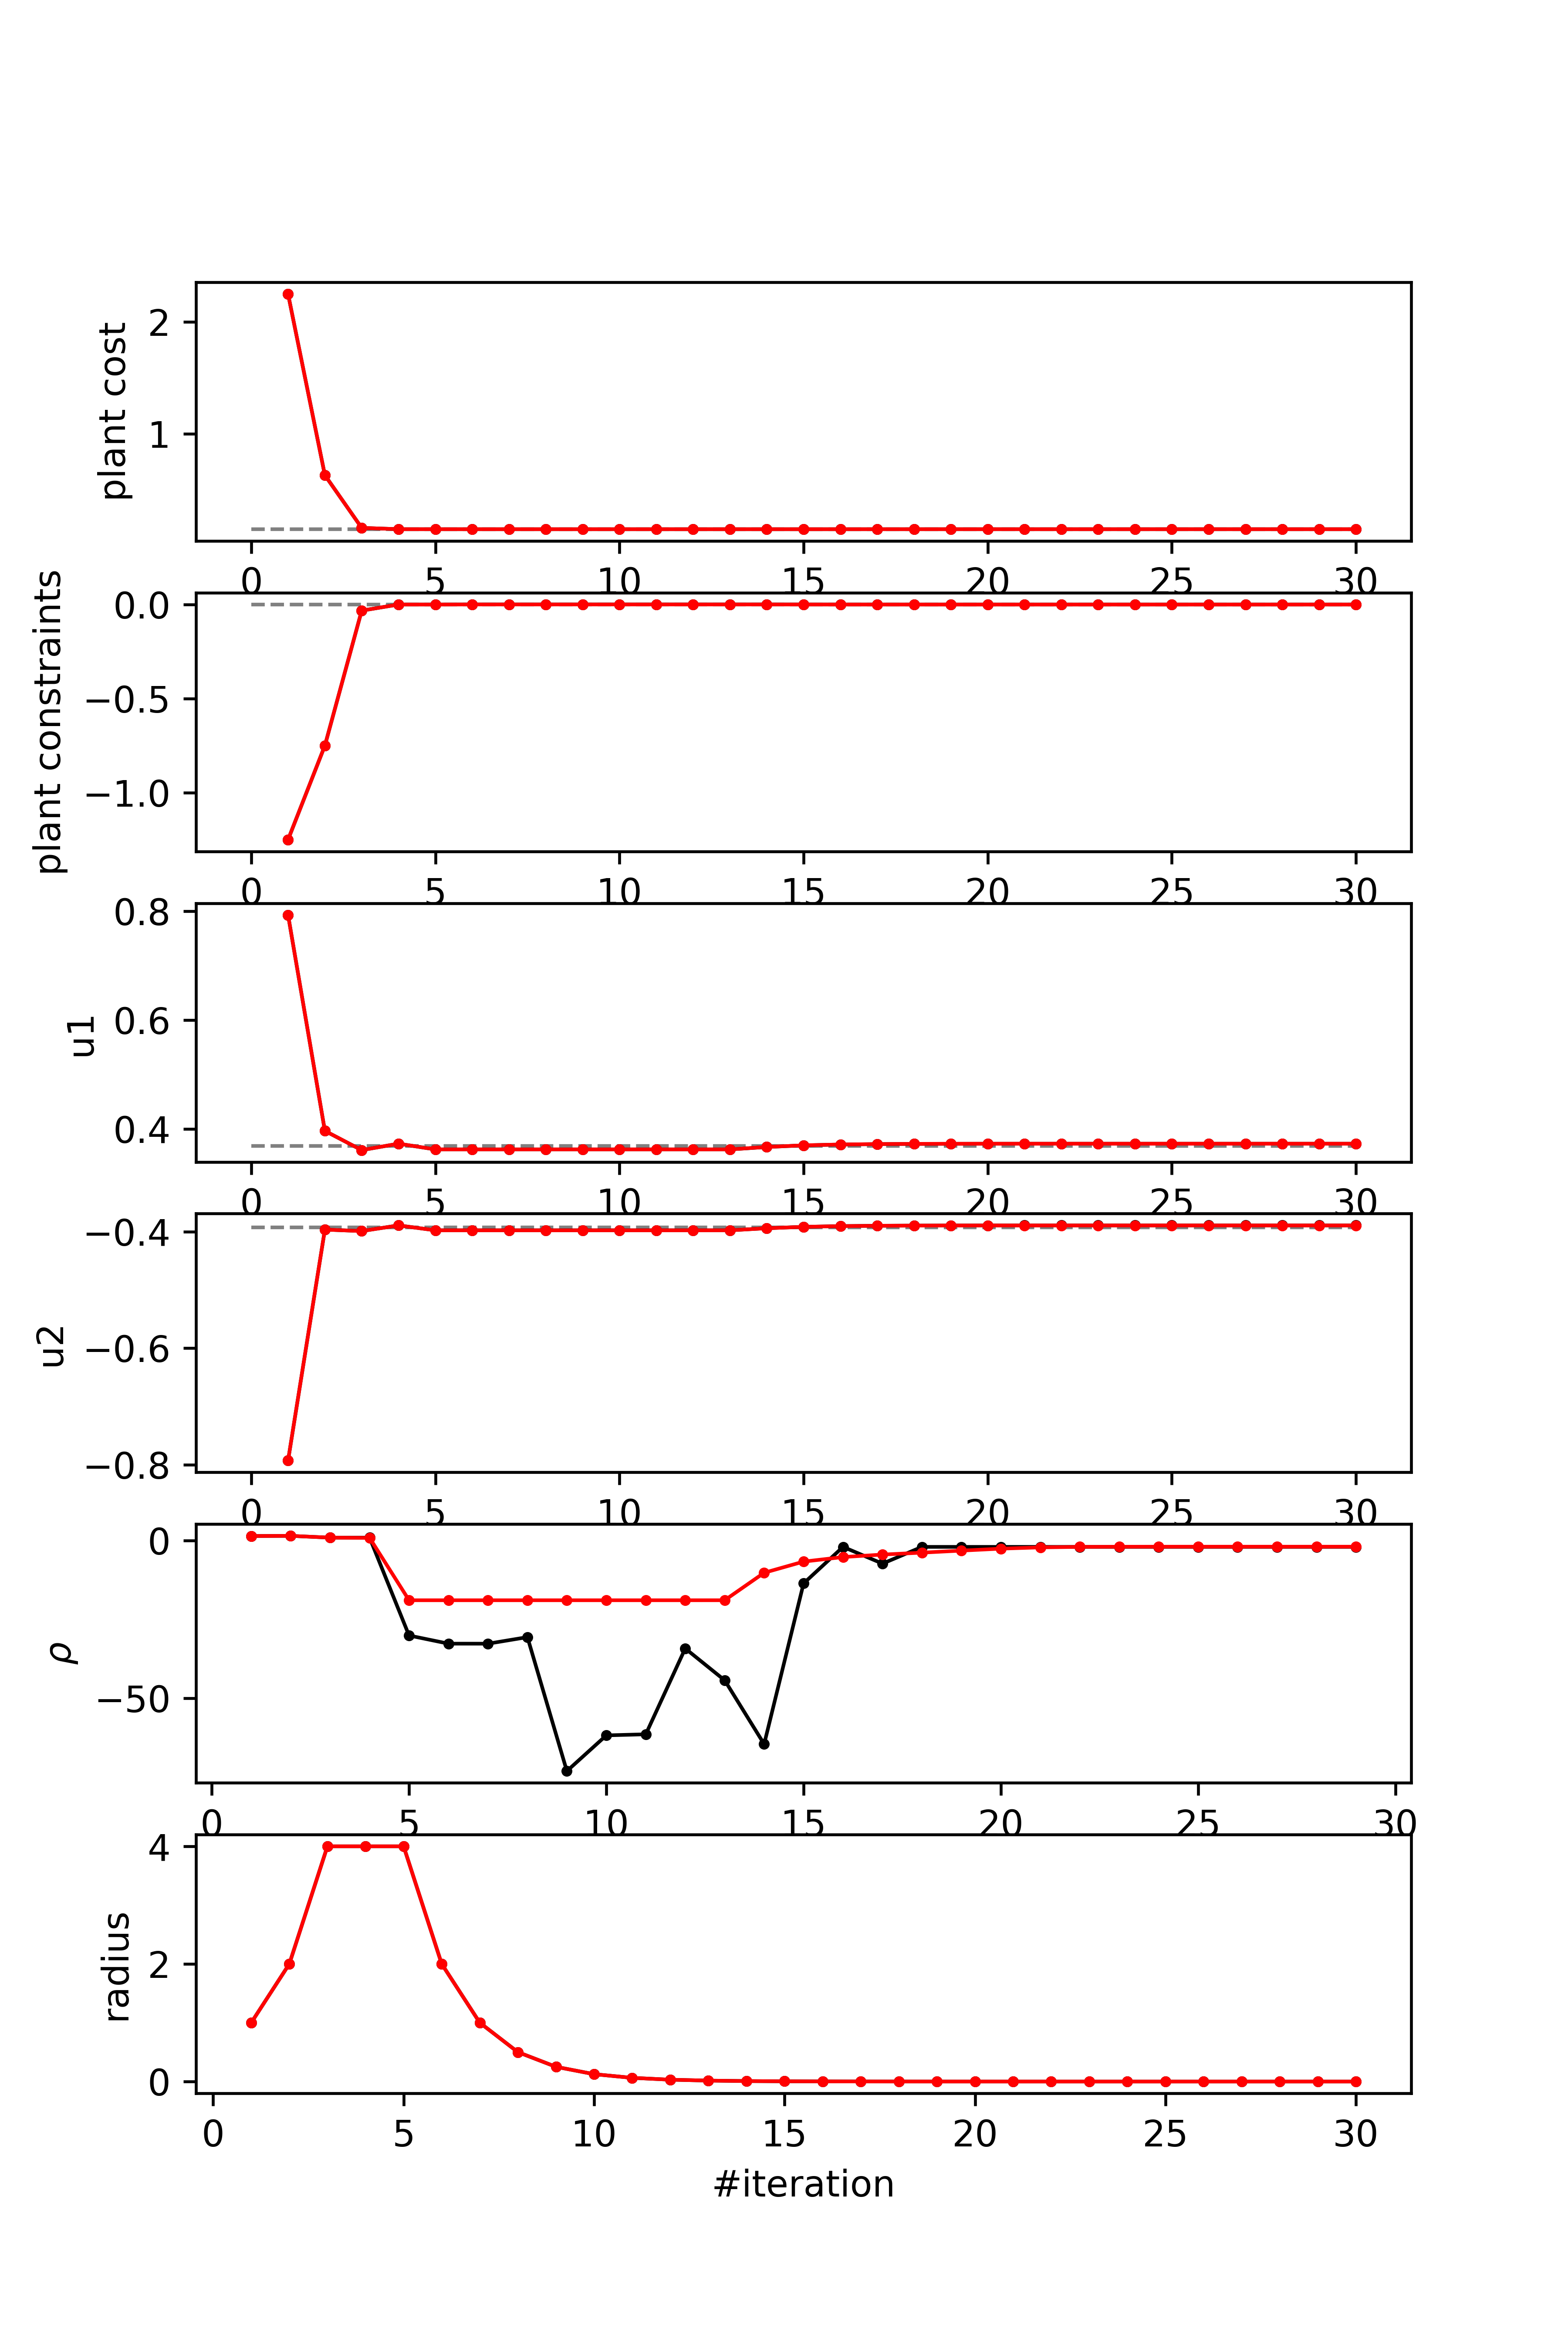 plant cost
2
1
0 5 10 15 20 25 30
plant constraints
0.0
−0.5
−1.0
0 5 10 15 20 25 30
u1
0.8
0.6
0.4
0 5 10 15 20 25 30
u2
−0.4
−0.6
−0.8
0 5 10 15 20 25 30
ρ
0
−50
0 5 10 15 20 25 30
radius
4
2
0
0 5 10 15 20 25 30
#iteration